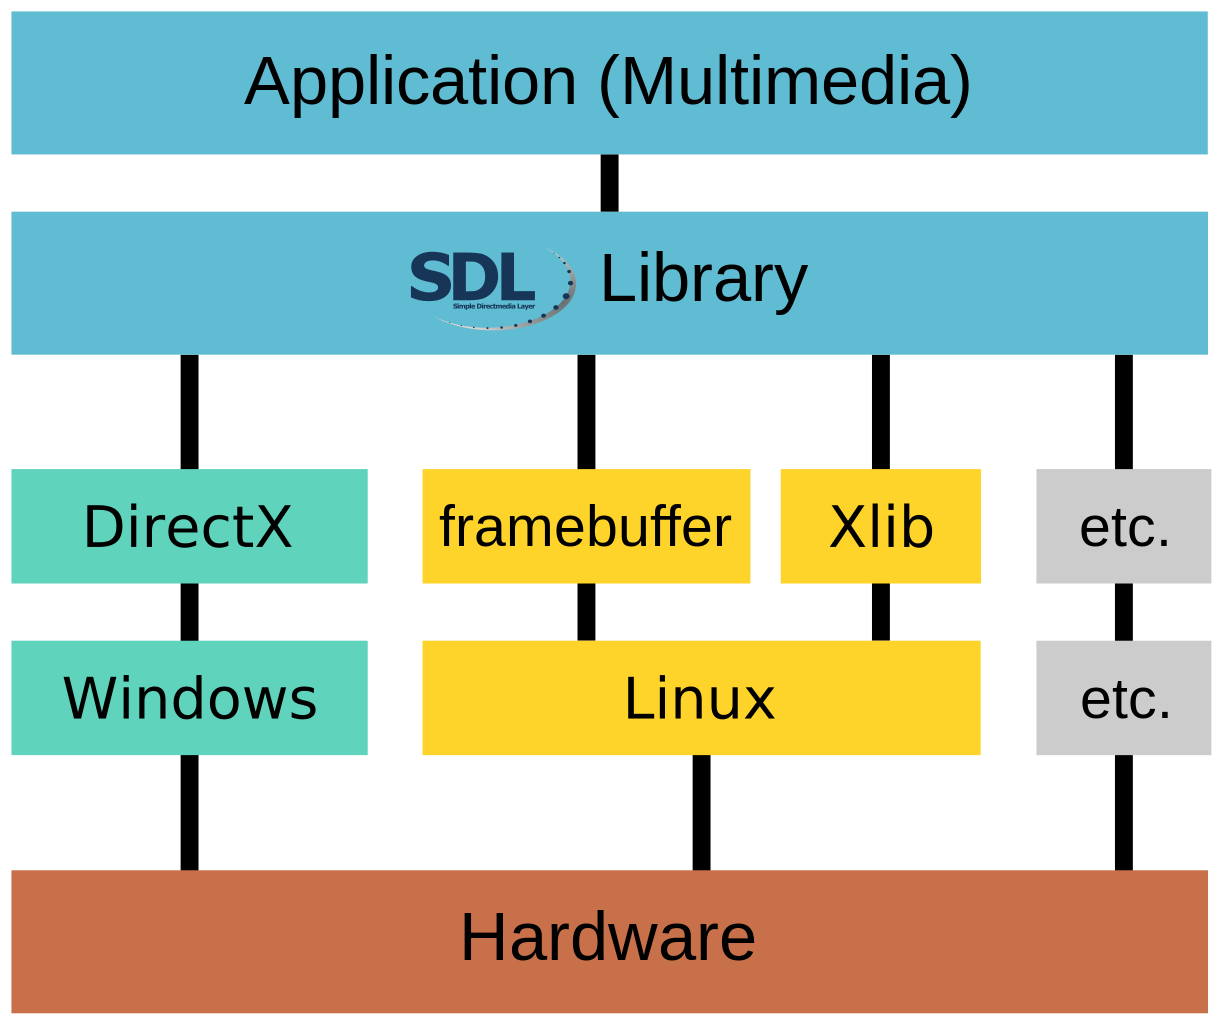 Application (Multimedia)
SDL Library
Simple Directmedia Layer
DirectX framebuffer Xlib etc.
Windows Linux etc.
Hardware